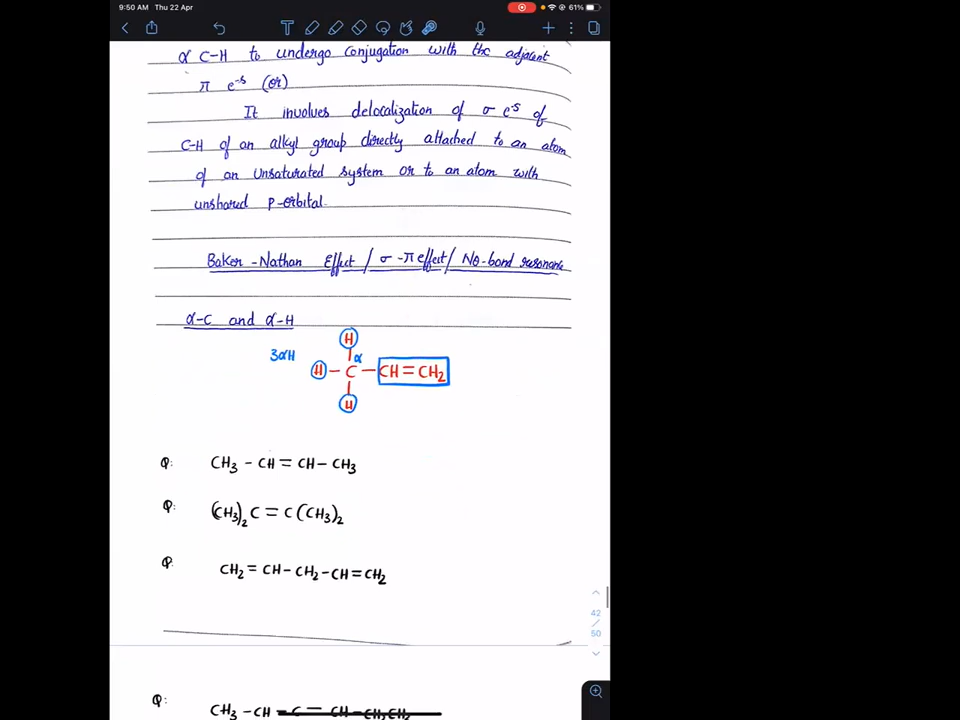 9:50 AM Thu 22 Apr
61%
α C-H to undergo Conjugation with the adjacent
π e⁻s (or)
It involves delocalization of σ e⁻s of
C-H of an alkyl group directly attached to an atom
of an Unsaturated system or to an atom with
unshared p-orbital.
Baker-Nathan Effect / σ-π effect / No-bond resonance
α-C and α-H
H
3αH
α
H - C - CH = CH₂
H
Q: CH₃ - CH = CH - CH₃
Q: (CH₃)₂ C = C (CH₃)₂
Q: CH₂ = CH - CH₂ - CH = CH₂
42
/
50
Q: CH₃ - CH = C = CH - CH₂CH₃